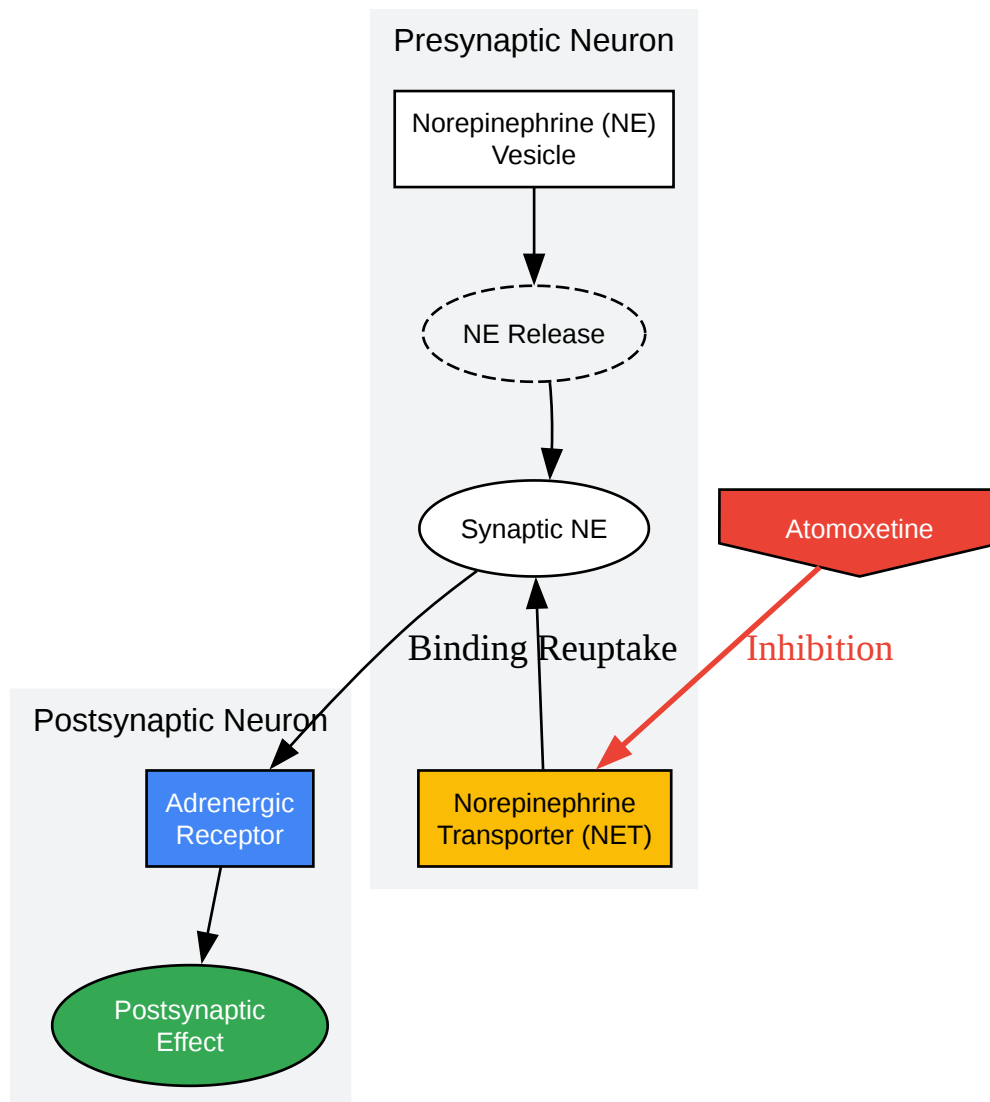 Presynaptic Neuron
Norepinephrine (NE)
Vesicle
NE Release
Synaptic NE
Atomoxetine
Binding
Reuptake
Inhibition
Postsynaptic Neuron
Adrenergic
Receptor
Norepinephrine
Transporter (NET)
Postsynaptic
Effect